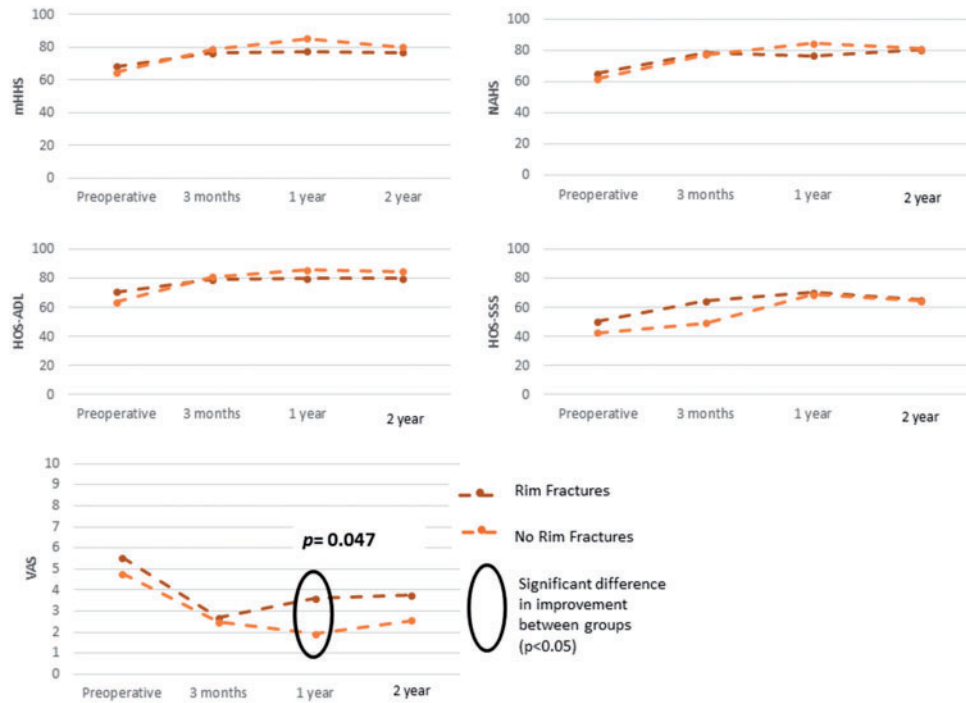 mHHS
100
80
60
40
20
0
Preoperative 3 months 1 year 2 year
NAHS
100
80
60
40
20
0
Preoperative 3 months 1 year 2 year
HOS-ADL
100
80
60
40
20
0
Preoperative 3 months 1 year 2 year
HOS-SSS
100
80
60
40
20
0
Preoperative 3 months 1 year 2 year
VAS
10
9
8
7
6
5
4
3
2
1
0
p= 0.047
Preoperative 3 months 1 year 2 year
Rim Fractures
No Rim Fractures
Significant difference
in improvement
between groups
(p<0.05)